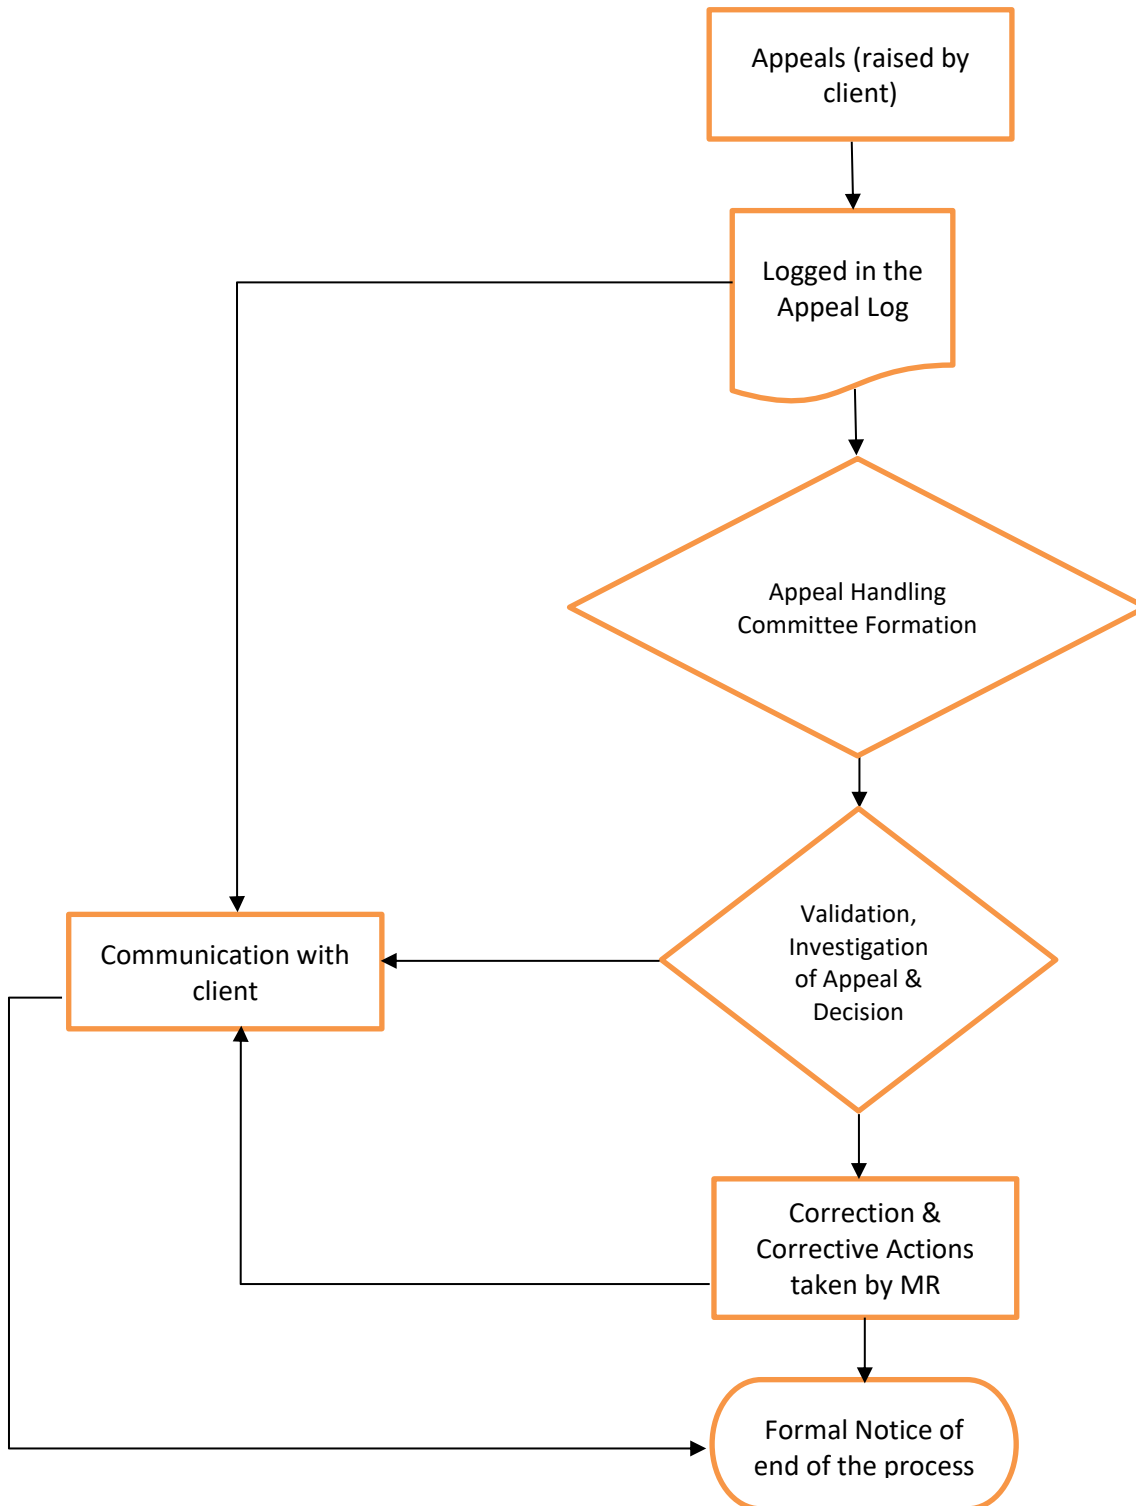 Appeals (raised by
client)
Logged in the
Appeal Log
Appeal Handling
Committee Formation
Validation,
Investigation
of Appeal &
Decision
Communication with
client
Correction &
Corrective Actions
taken by MR
Formal Notice of
end of the process